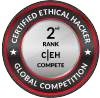 CERTIFIED ETHICAL HACKER
2nd
RANK
C|EH
COMPETE
GLOBAL COMPETITION